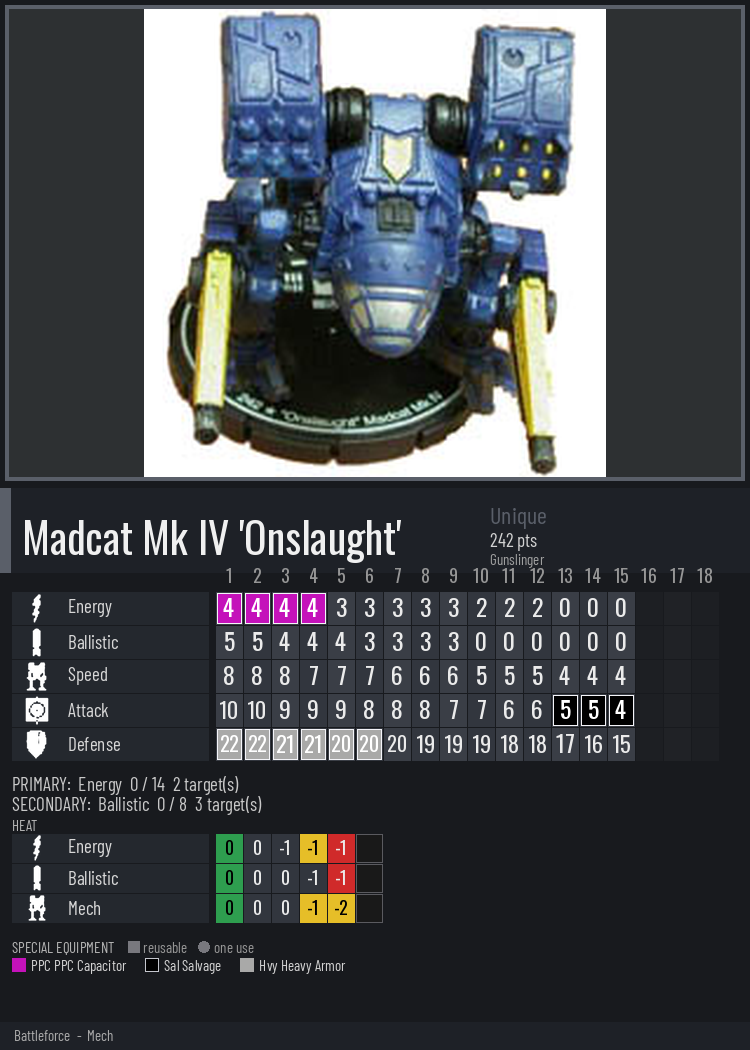 242 ★ "Onslaught" Madcat Mk IV
Madcat Mk IV 'Onslaught'
Unique
242 pts
Gunslinger
1 2 3 4 5 6 7 8 9 10 11 12 13 14 15 16 17 18
Energy 4 4 4 4 3 3 3 3 3 2 2 2 0 0 0
Ballistic 5 5 4 4 4 3 3 3 3 0 0 0 0 0 0
Speed 8 8 8 7 7 7 6 6 6 5 5 5 4 4 4
Attack 10 10 9 9 9 8 8 8 7 7 6 6 5 5 4
Defense 22 22 21 21 20 20 20 19 19 19 18 18 17 16 15
PRIMARY: Energy 0 / 14 2 target(s)
SECONDARY: Ballistic 0 / 8 3 target(s)
HEAT
Energy 0 0 -1 -1 -1
Ballistic 0 0 0 -1 -1
Mech 0 0 0 -1 -2
SPECIAL EQUIPMENT reusable one use
PPC PPC Capacitor Sal Salvage Hvy Heavy Armor
Battleforce - Mech